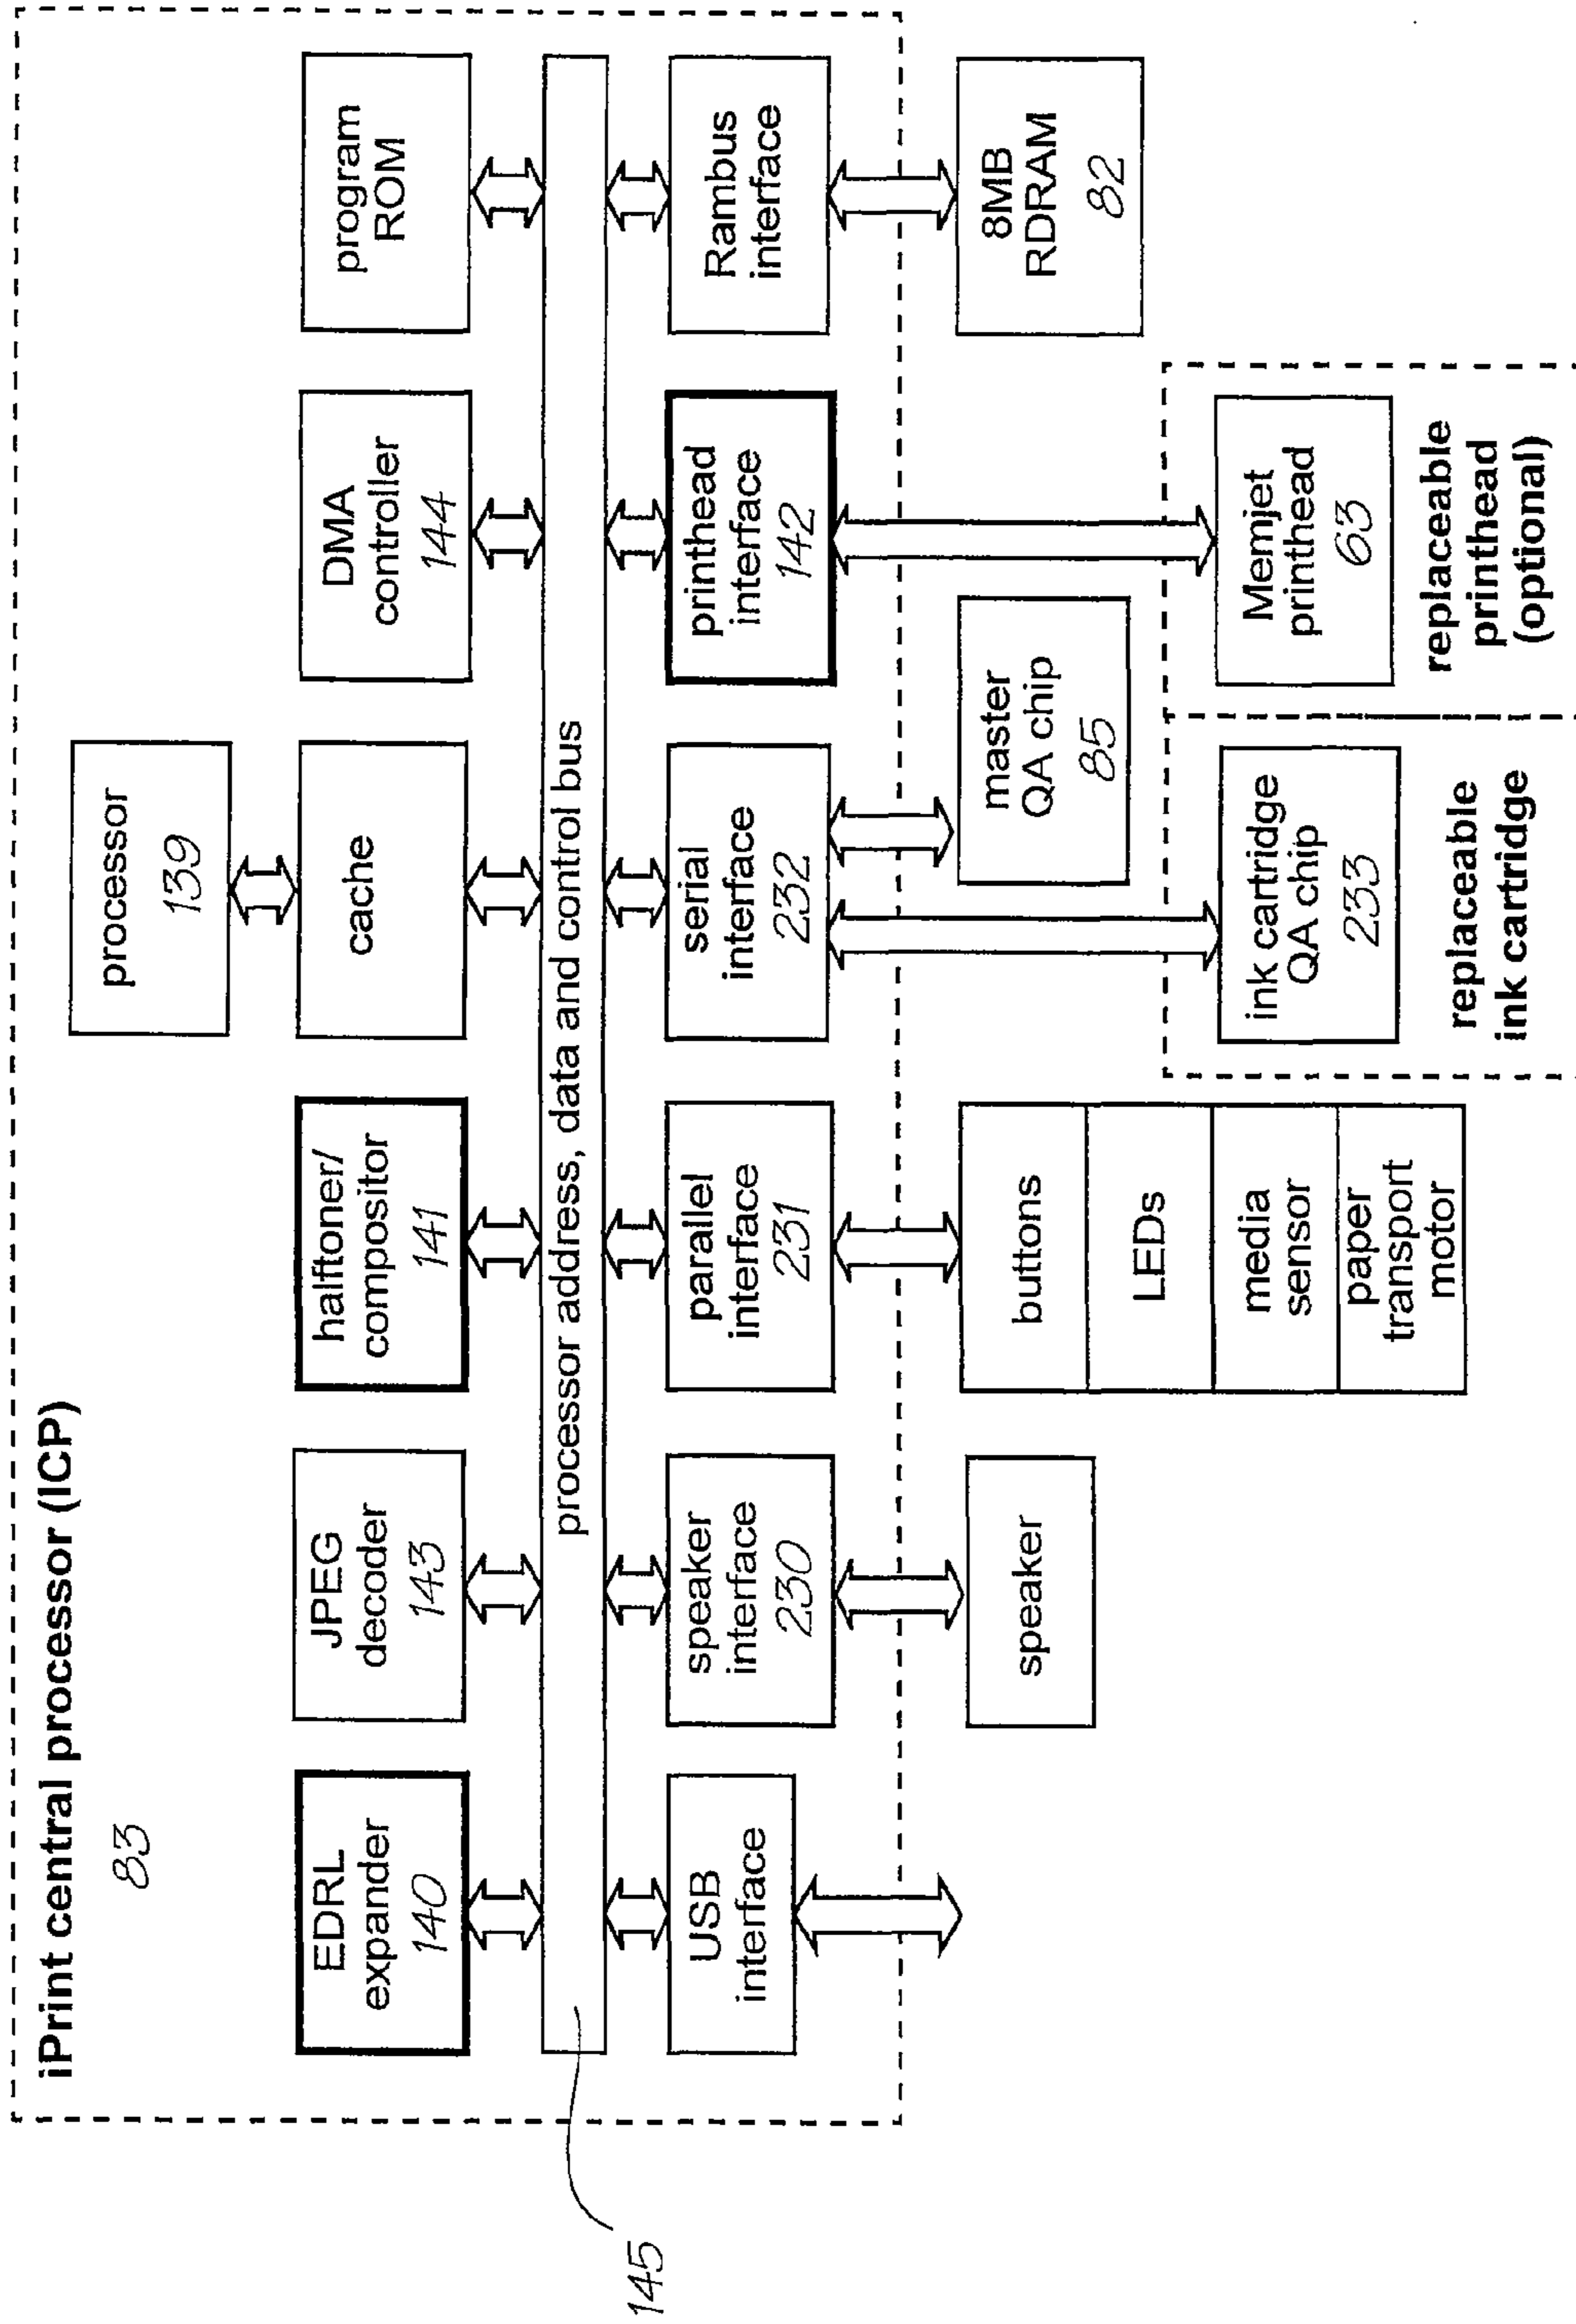 iPrint central processor (ICP)
83
processor
139
EDRL
expander
140
JPEG
decoder
143
halftoner/
compositor
141
cache
DMA
controller
144
program
ROM
processor address, data and control bus
145
USB
interface
speaker
interface
230
parallel
interface
231
serial
interface
232
printhead
interface
142
Rambus
interface
speaker
buttons
LEDs
media
sensor
paper
transport
motor
master
QA chip
85
8MB
RDRAM
82
ink cartridge
QA chip
233
replaceable
ink cartridge
Memjet
printhead
63
replaceable
printhead
(optional)